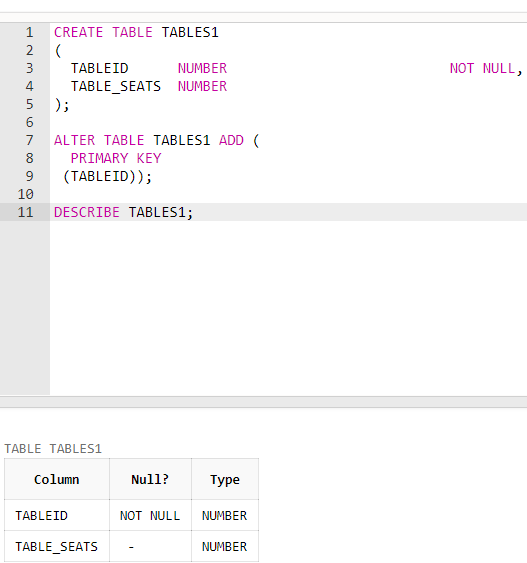 1 CREATE TABLE TABLES1
2 (
3 TABLEID NUMBER NOT NULL,
4 TABLE_SEATS NUMBER
5 );
6
7 ALTER TABLE TABLES1 ADD (
8 PRIMARY KEY
9 (TABLEID));
10
11 DESCRIBE TABLES1;
TABLE TABLES1
Column Null? Type
TABLEID NOT NULL NUMBER
TABLE_SEATS - NUMBER